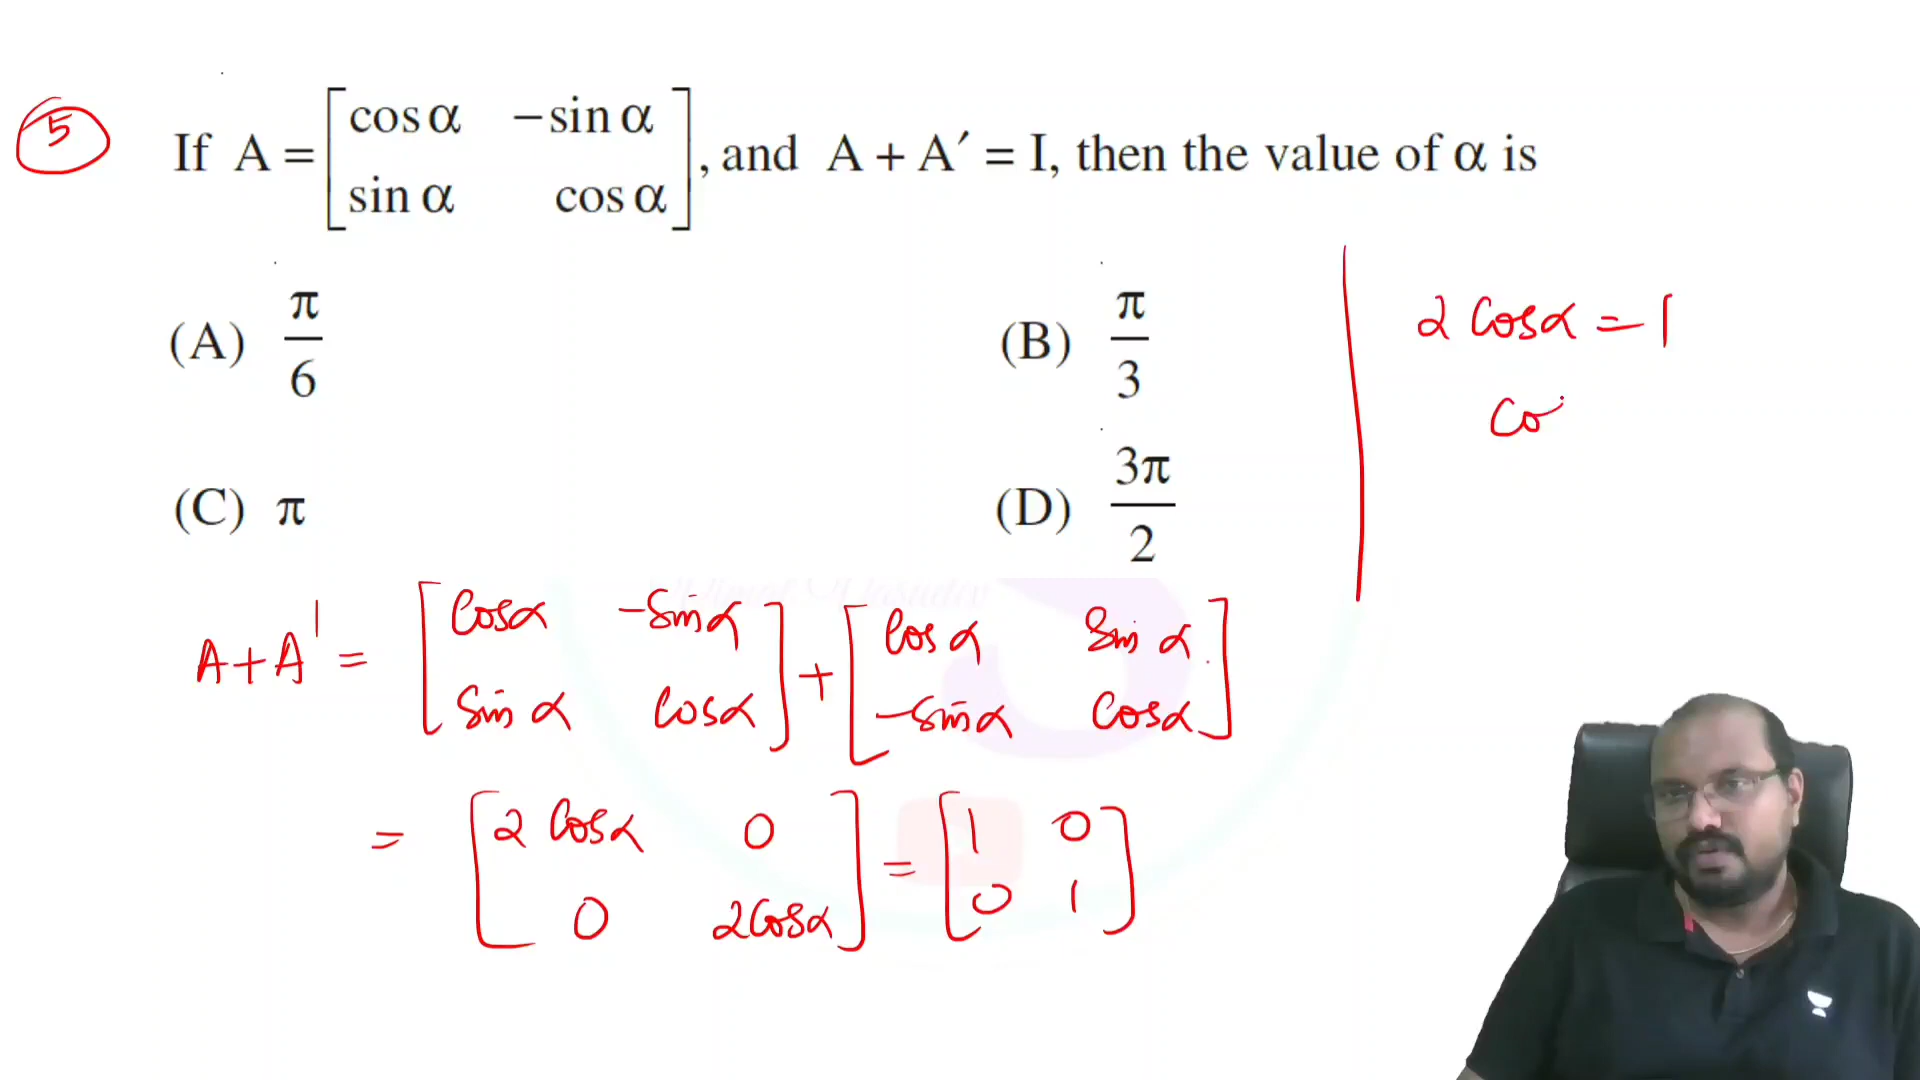 5
If A = [cos α  −sin α
sin α  cos α], and A + A′ = I, then the value of α is
(A) π/6
(B) π/3
(C) π
(D) 3π/2
2 Cosα = 1
Co
A+A' = [Cosα  -Sinα
Sin α  Cosα] + [Cos α  Sin α
-Sinα  Cosα]
= [2 Cosα  0
0  2Cosα] = [1  0
0  1]